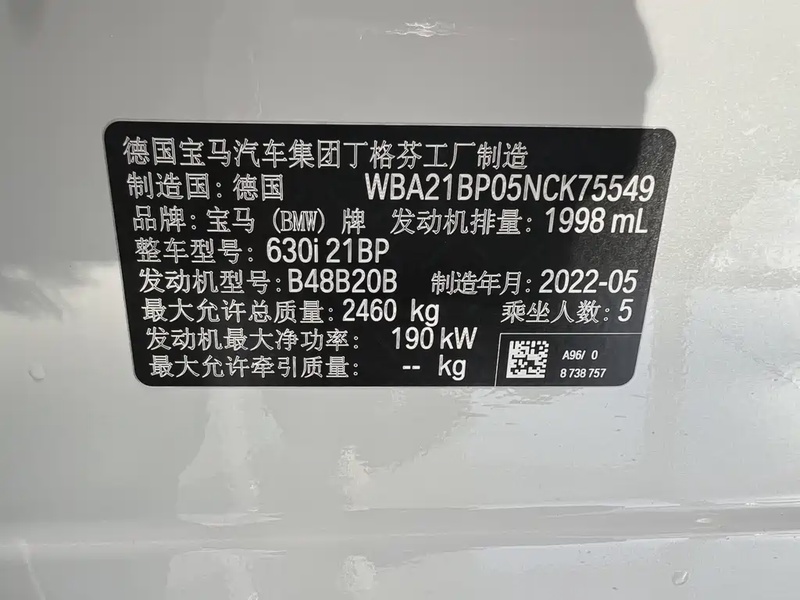 德国宝马汽车集团丁格芬工厂制造
制造国: 德国 WBA21BP05NCK75549
品牌: 宝马 (BMW) 牌 发动机排量: 1998 mL
整车型号: 630i 21BP
发动机型号: B48B20B 制造年月: 2022-05
最大允许总质量: 2460 kg 乘坐人数: 5
发动机最大净功率: 190 kW
最大允许牵引质量: -- kg
A96/ 0
8 738 757